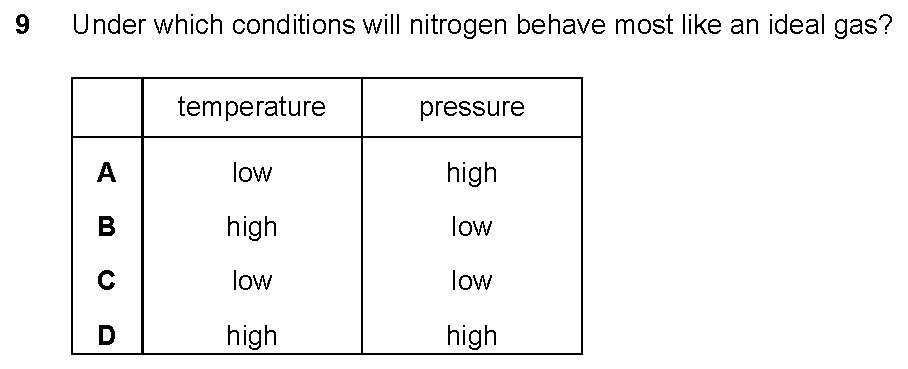 9 Under which conditions will nitrogen behave most like an ideal gas?
temperature pressure
A low high
B high low
C low low
D high high